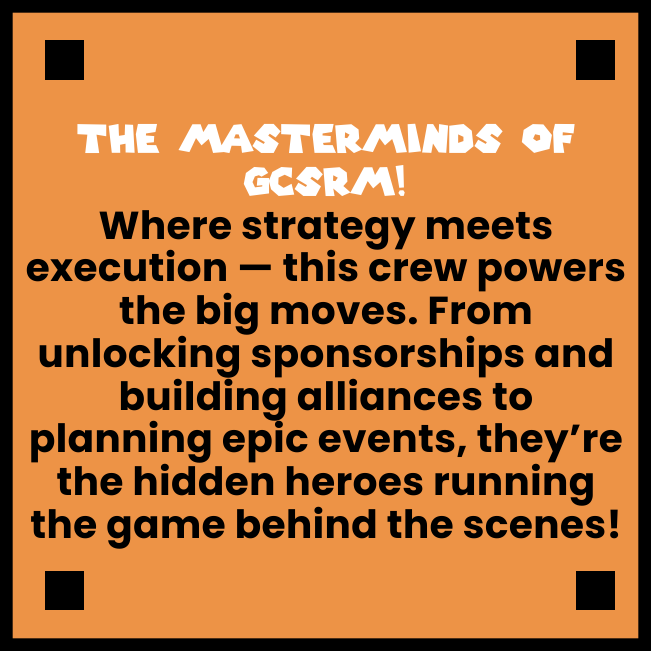 THE MASTERMINDS OF
GCSRM!
Where strategy meets
execution — this crew powers
the big moves. From
unlocking sponsorships and
building alliances to
planning epic events, they’re
the hidden heroes running
the game behind the scenes!